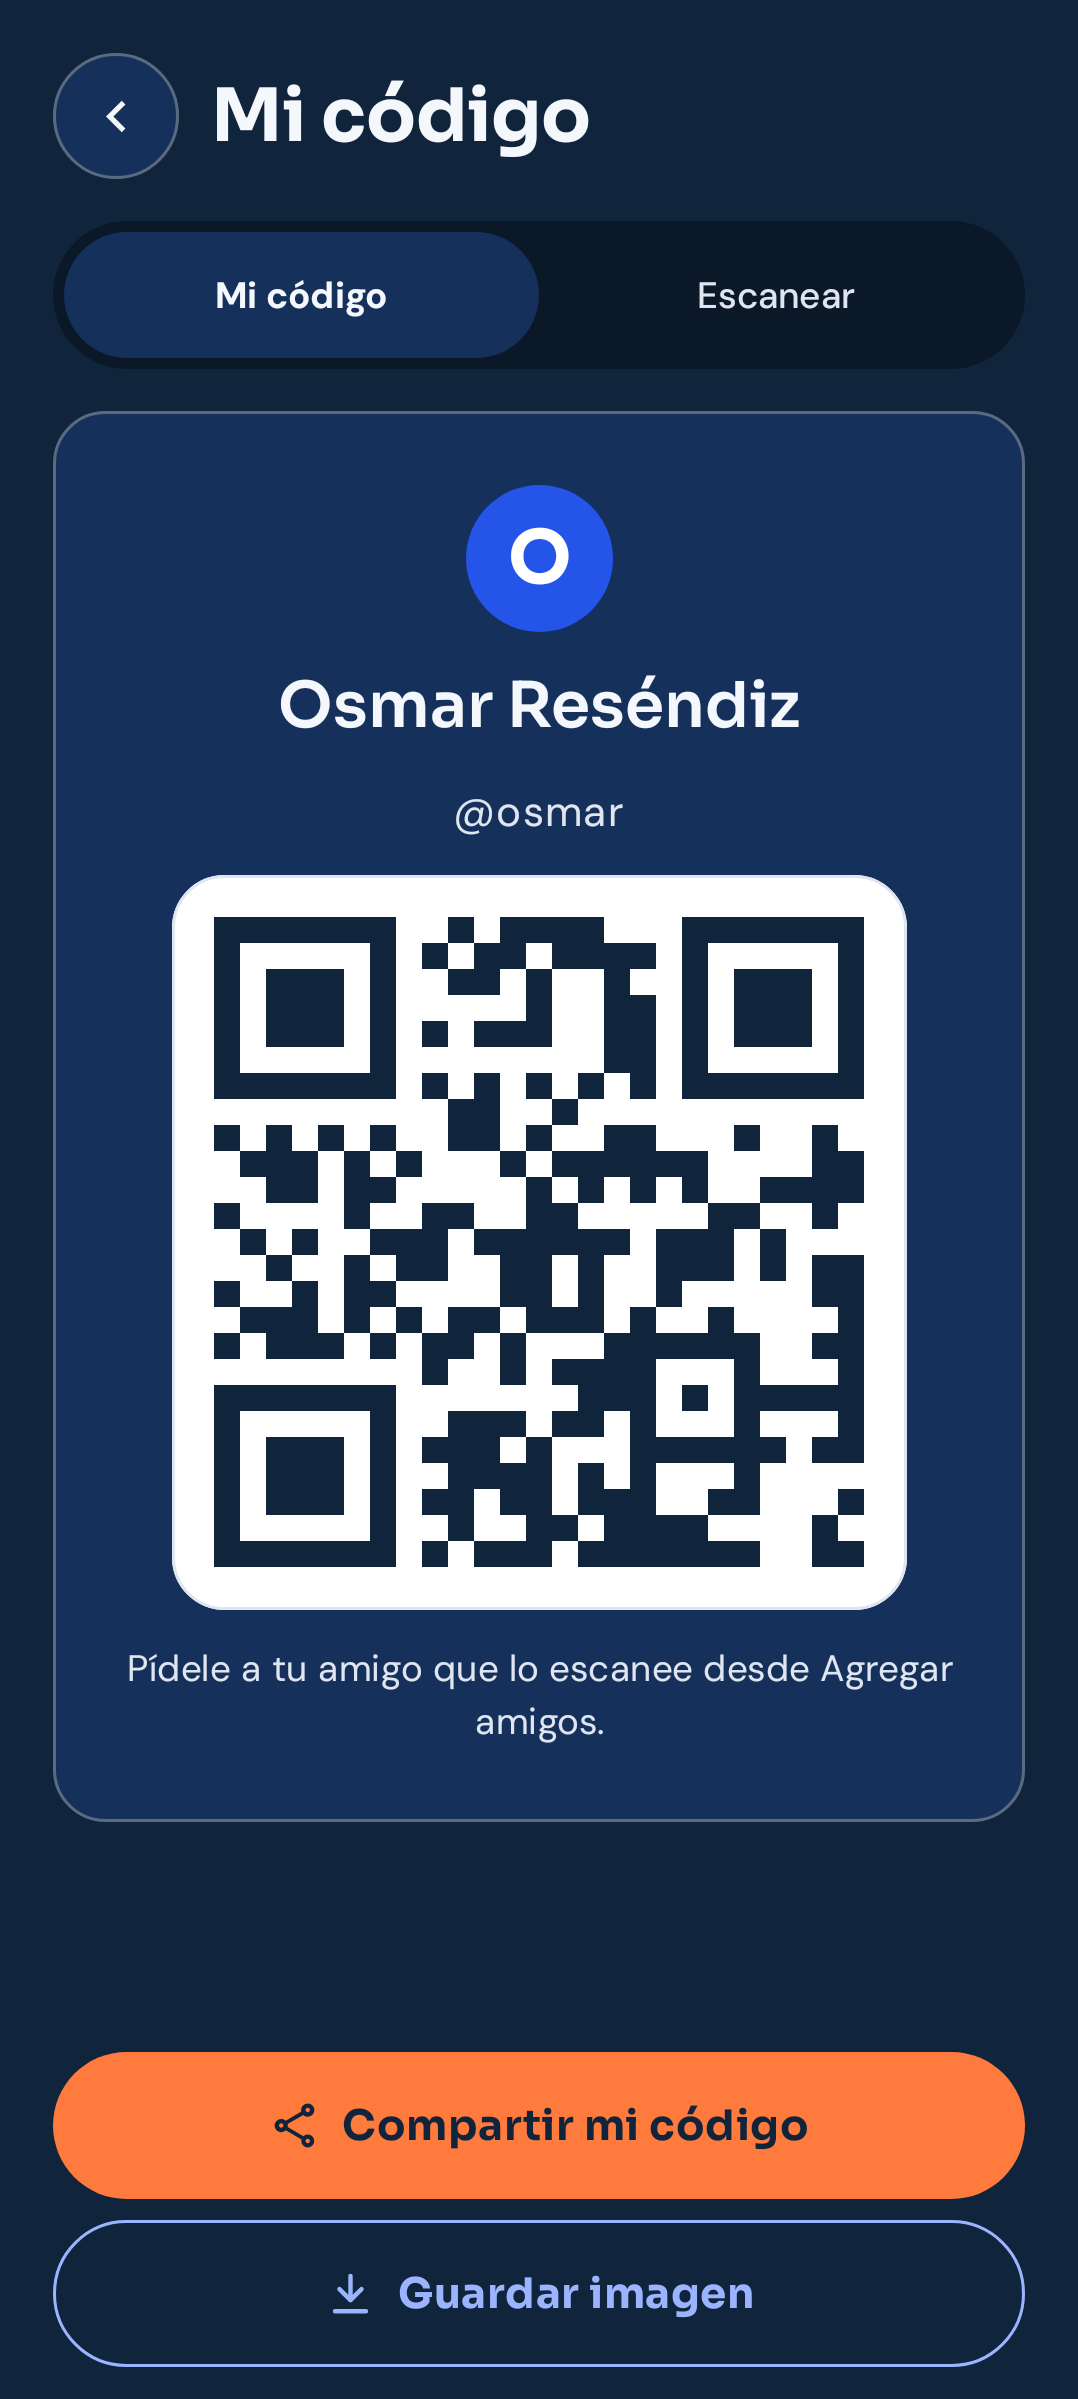 Mi código
Mi código
Escanear
O
Osmar Reséndiz
@osmar
Pídele a tu amigo que lo escanee desde Agregar
amigos.
Compartir mi código
Guardar imagen